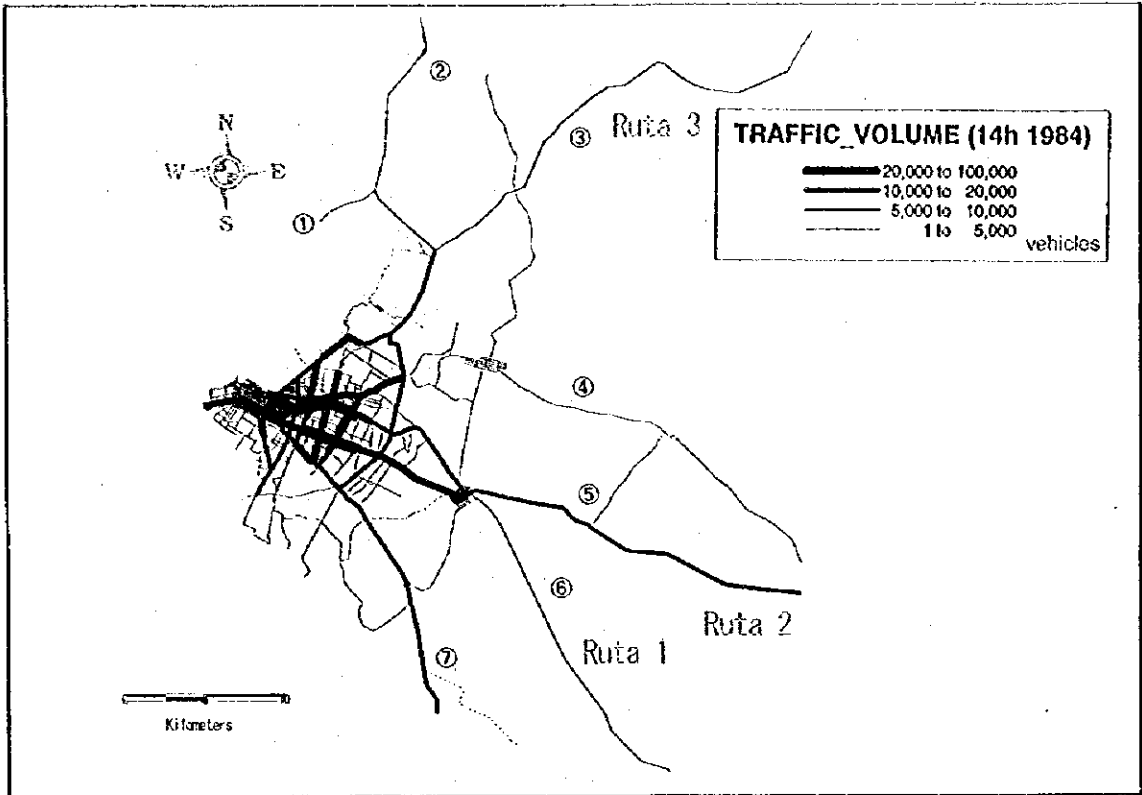 ②
③ Ruta 3
TRAFFIC_VOLUME (14h 1984)
20,000 to 100,000
10,000 to 20,000
5,000 to 10,000
1 to 5,000
vehicles
N
W E
S
①
④
⑤
⑥
Ruta 2
Ruta 1
⑦
Kilometers